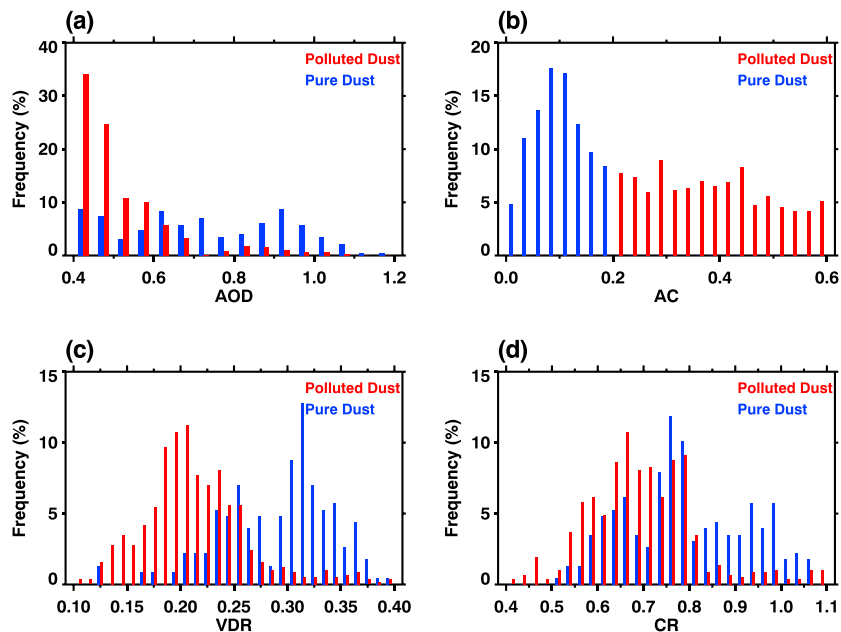 (a)
40
30
20
10
0
Frequency (%)
Polluted Dust
Pure Dust
0.4 0.6 0.8 1.0 1.2
AOD
(b)
20
15
10
5
0
Frequency (%)
Polluted Dust
Pure Dust
0.0 0.2 0.4 0.6
AC
(c)
15
10
5
0
Frequency (%)
Polluted Dust
Pure Dust
0.10 0.15 0.20 0.25 0.30 0.35 0.40
VDR
(d)
15
10
5
0
Frequency (%)
Polluted Dust
Pure Dust
0.4 0.5 0.6 0.7 0.8 0.9 1.0 1.1
CR